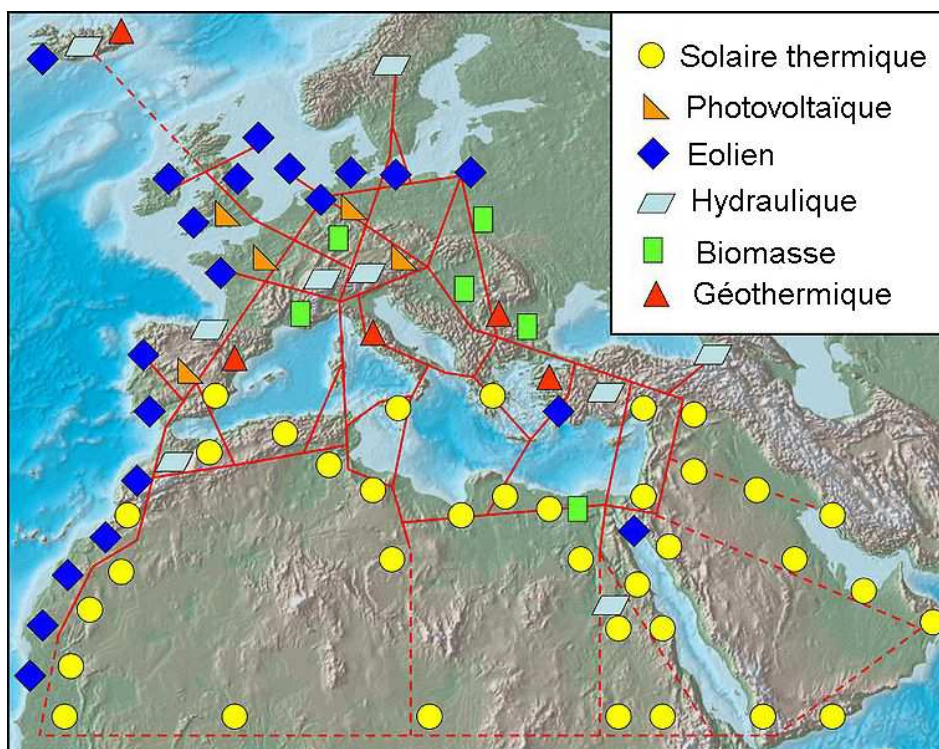 Solaire thermique
Photovoltaïque
Eolien
Hydraulique
Biomasse
Géothermique